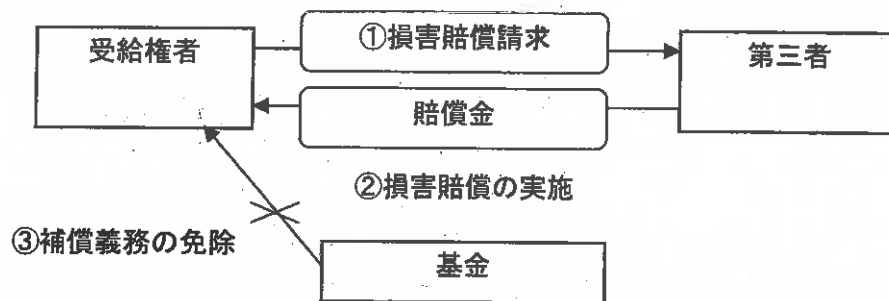 ①損害賠償請求
受給権者
第三者
賠償金
②損害賠償の実施
③補償義務の免除
基金